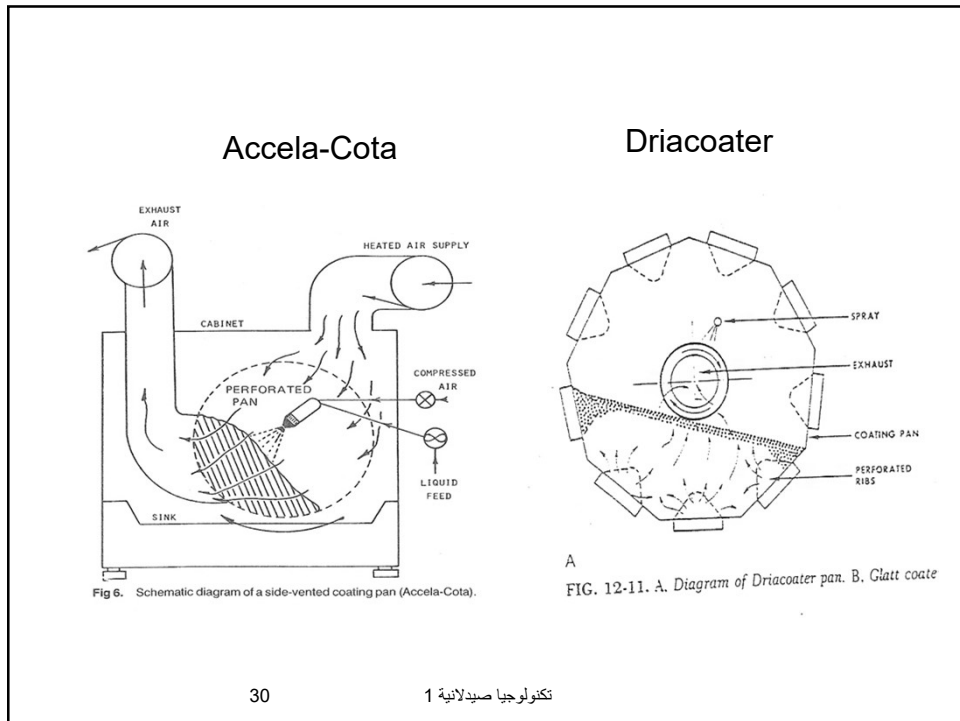 Accela-Cota
Driacoater
EXHAUST
AIR
HEATED AIR SUPPLY
CABINET
PERFORATED
PAN
COMPRESSED
AIR
LIQUID
FEED
SINK
Fig 6. Schematic diagram of a side-vented coating pan (Accela-Cota).
SPRAY
EXHAUST
COATING PAN
PERFORATED
RIBS
A
FIG. 12-11. A. Diagram of Driacoater pan. B. Glatt coate
30
تكنولوجيا صيدلانية 1